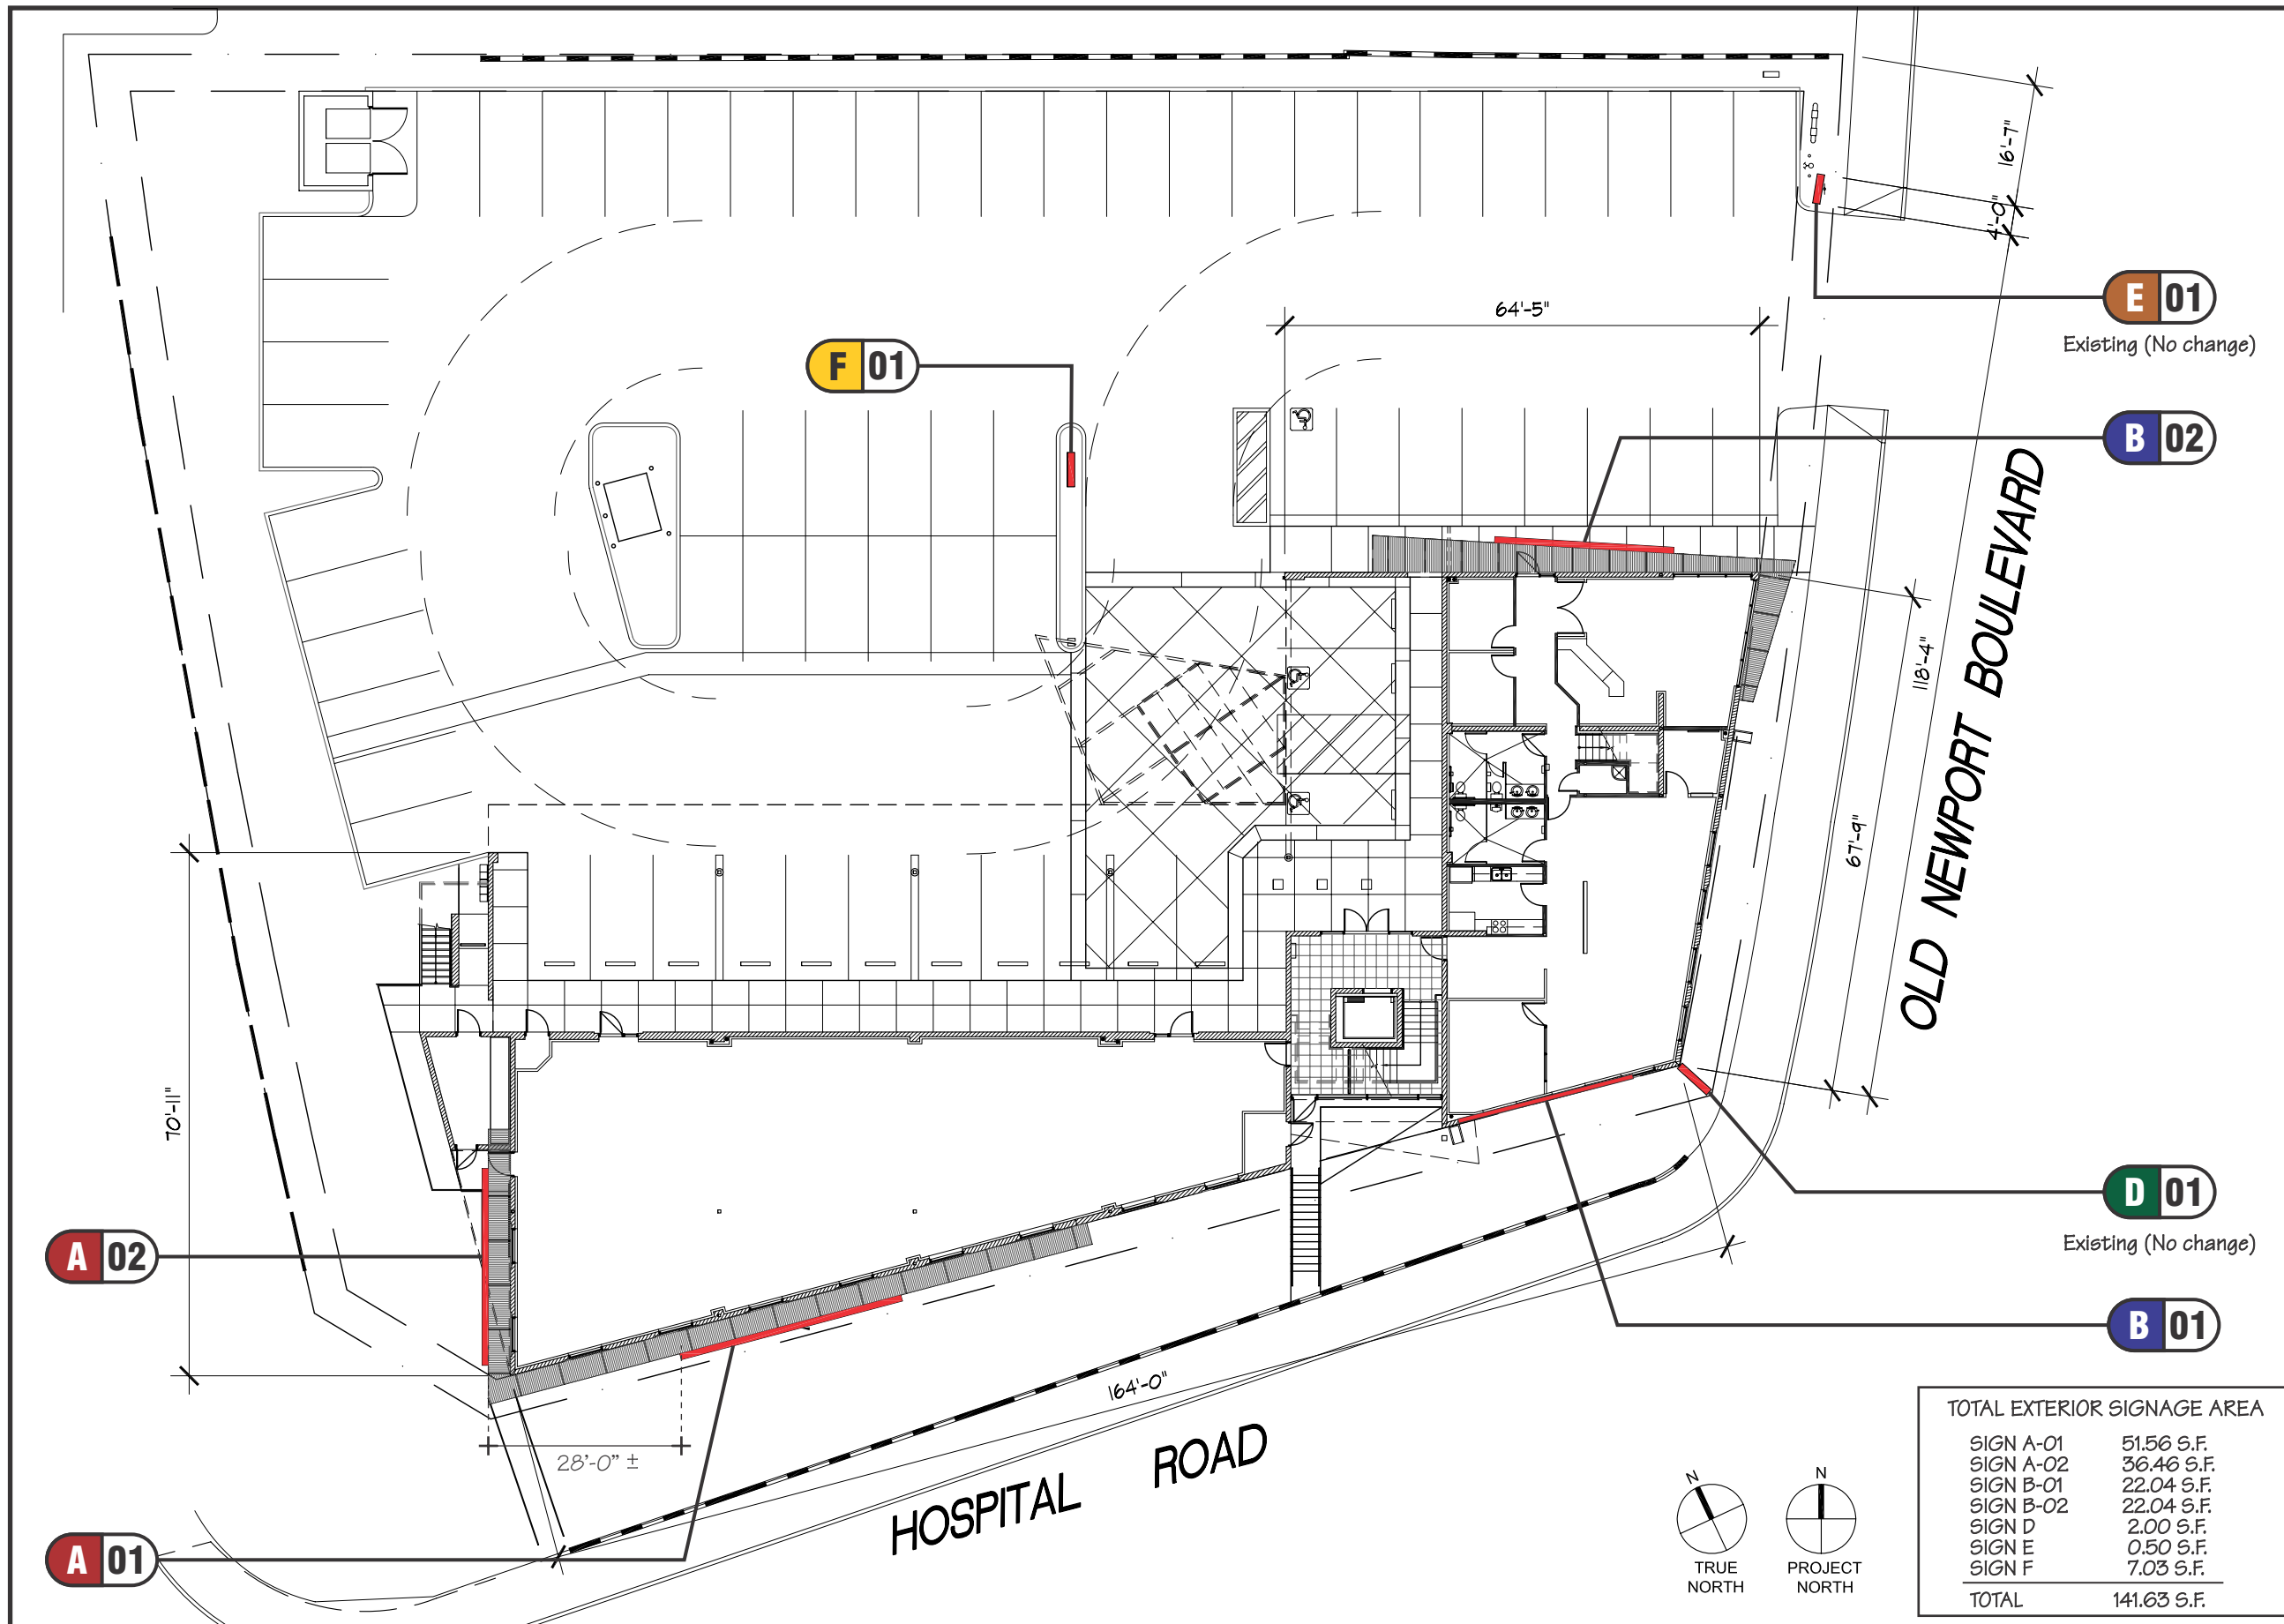 16'-7"
4'-0"
E 01
Existing (No change)
64'-5"
F 01
B 02
OLD NEWPORT BOULEVARD
118'-4"
67'-9"
70'-11"
D 01
Existing (No change)
A 02
B 01
164'-0"
28'-0" ±
HOSPITAL ROAD
A 01
N
TRUE
NORTH
N
PROJECT
NORTH
TOTAL EXTERIOR SIGNAGE AREA
SIGN A-01 51.56 S.F.
SIGN A-02 36.46 S.F.
SIGN B-01 22.04 S.F.
SIGN B-02 22.04 S.F.
SIGN D 2.00 S.F.
SIGN E 0.50 S.F.
SIGN F 7.03 S.F.
TOTAL 141.63 S.F.